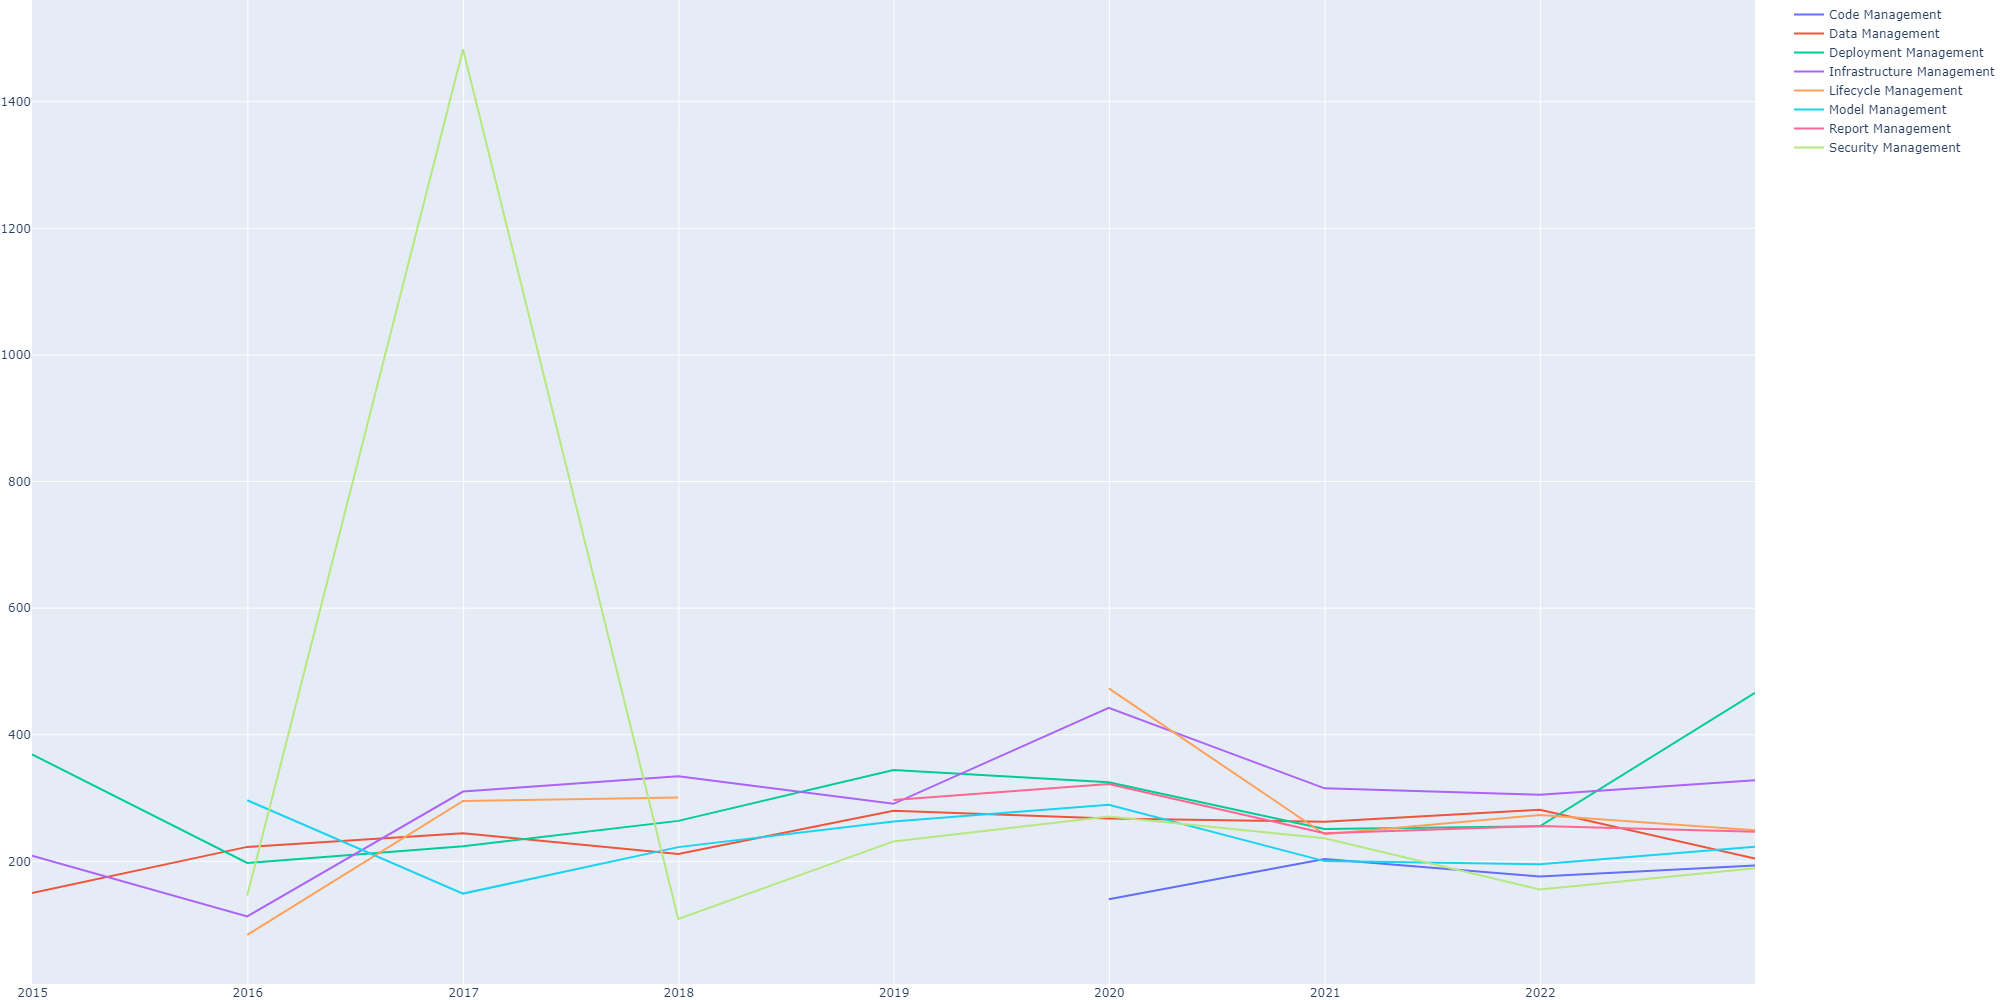 Code Management
Data Management
Deployment Management
Infrastructure Management
Lifecycle Management
Model Management
Report Management
Security Management
1400
1200
1000
800
600
400
200
2015 2016 2017 2018 2019 2020 2021 2022